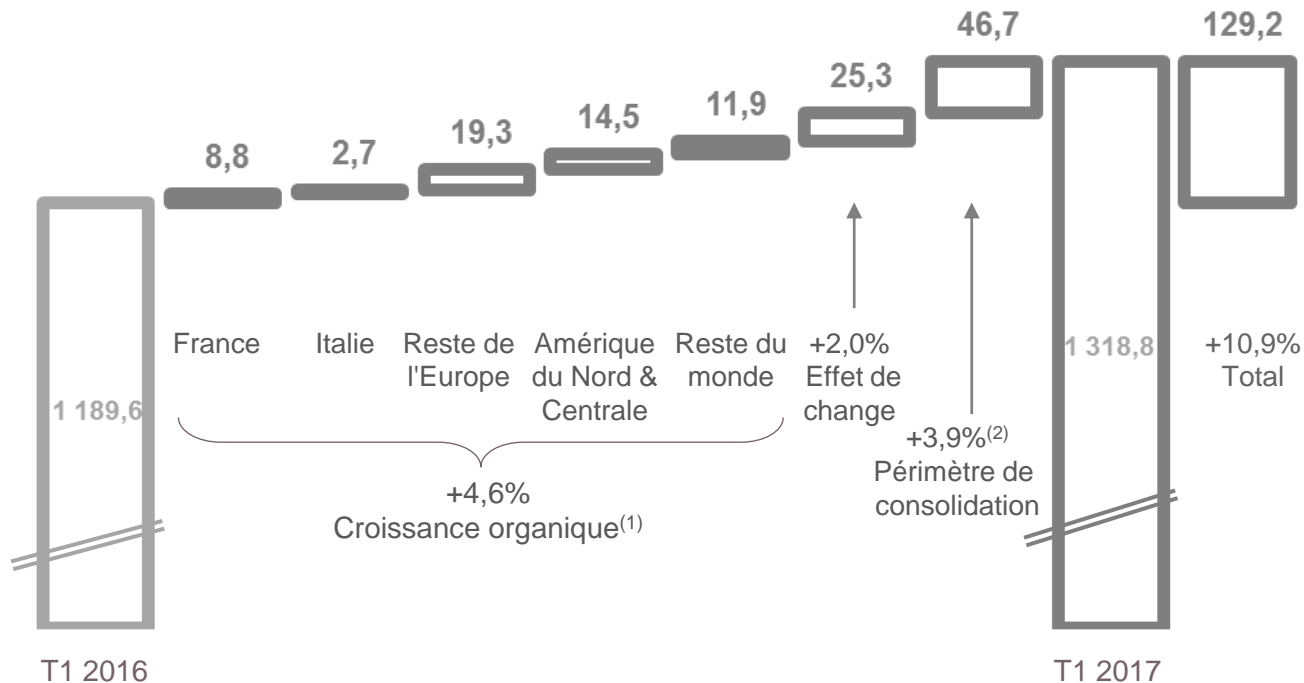 8,8
2,7
19,3
14,5
11,9
25,3
46,7
129,2
1 189,6
1 318,8
France
Italie
Reste de
l'Europe
Amérique
du Nord &
Centrale
Reste du
monde
+2,0%
Effet de
change
+3,9%(2)
Périmètre de
consolidation
+10,9%
Total
+4,6%
Croissance organique(1)
T1 2016
T1 2017